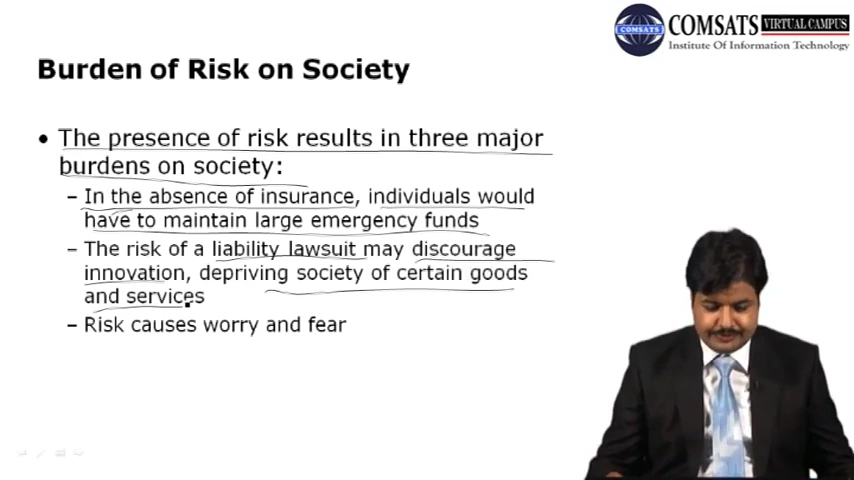 COMSATS VIRTUAL CAMPUS
COMSATS
Institute Of Information Technology
Burden of Risk on Society
• The presence of risk results in three major
burdens on society:
– In the absence of insurance, individuals would
have to maintain large emergency funds
– The risk of a liability lawsuit may discourage
innovation, depriving society of certain goods
and services
– Risk causes worry and fear